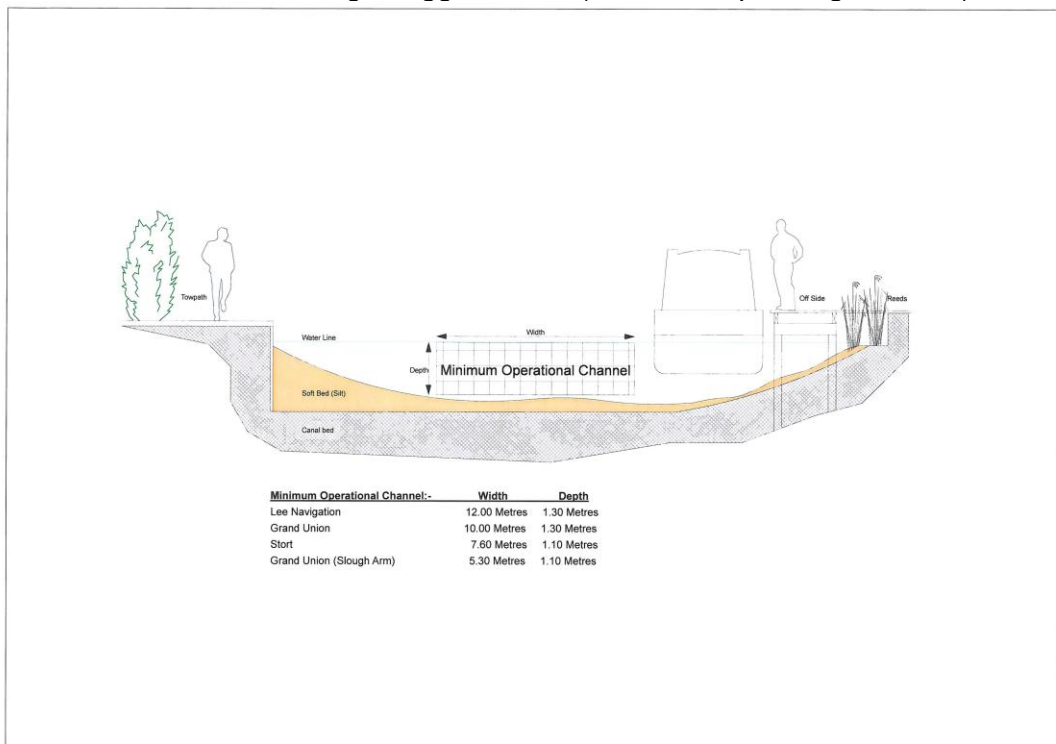 Towpath
Off Side
Reeds
Water Line
Width
Depth
Minimum Operational Channel
Soft Bed (Silt)
Canal bed
Minimum Operational Channel:- Width Depth
Lee Navigation 12.00 Metres 1.30 Metres
Grand Union 10.00 Metres 1.30 Metres
Stort 7.60 Metres 1.10 Metres
Grand Union (Slough Arm) 5.30 Metres 1.10 Metres